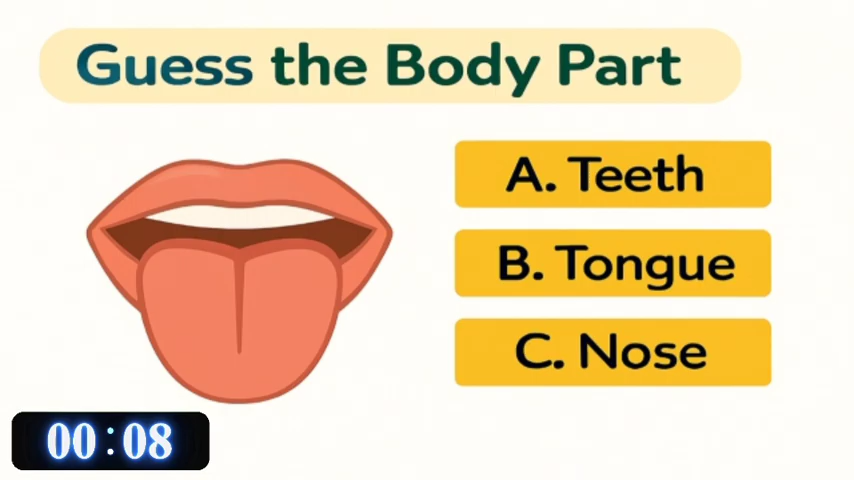 Guess the Body Part
A. Teeth
B. Tongue
C. Nose
00:08